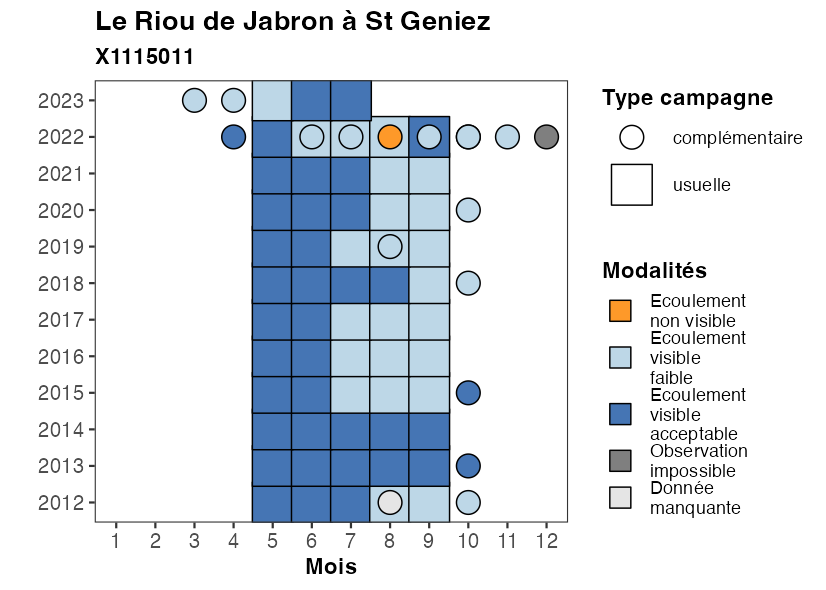 Le Riou de Jabron à St Geniez
X1115011
2023
2022
2021
2020
2019
2018
2017
2016
2015
2014
2013
2012
1 2 3 4 5 6 7 8 9 10 11 12
Mois
Type campagne
complémentaire
usuelle
Modalités
Ecoulement
non visible
Ecoulement
visible
faible
Ecoulement
visible
acceptable
Observation
impossible
Donnée
manquante